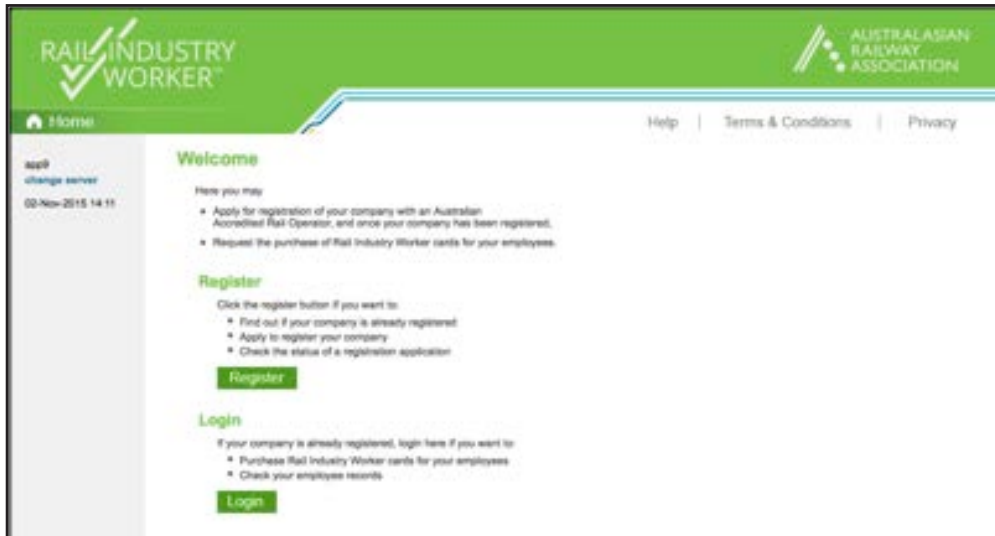 RAIL INDUSTRY
WORKER™
AUSTRALASIAN
RAILWAY
ASSOCIATION
Home
Help | Terms & Conditions | Privacy
app9
change server
02-Nov-2015 14:11
Welcome
Here you may
• Apply for registration of your company with an Australian
Accredited Rail Operator, and once your company has been registered,
• Request the purchase of Rail Industry Worker cards for your employees.
Register
Click the register button if you want to:
• Find out if your company is already registered
• Apply to register your company
• Check the status of a registration application
Register
Login
If your company is already registered, login here if you want to:
• Purchase Rail Industry Worker cards for your employees
• Check your employee records
Login